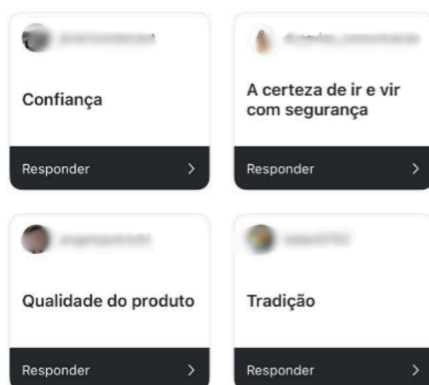 Confiança
Responder
A certeza de ir e vir
com segurança
Responder
Qualidade do produto
Responder
Tradição
Responder